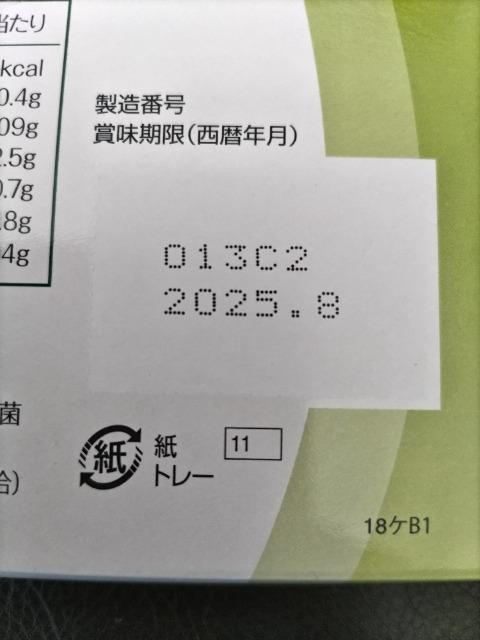 当たり
kcal
0.4g
09g
2.5g
0.7g
.8g
4g
製造番号
賞味期限(西暦年月)
013C2
2025.8
菌
紙
紙
トレー
11
18ケB1